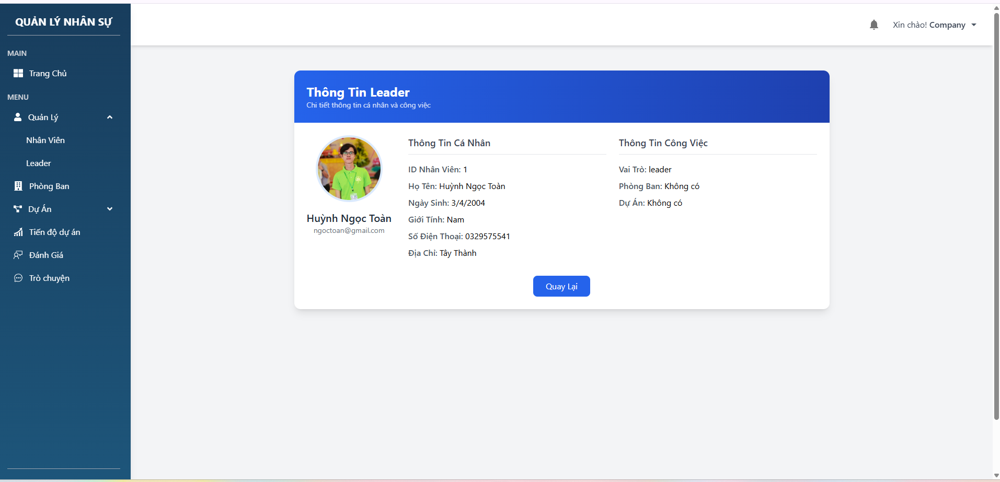 QUẢN LÝ NHÂN SỰ
MAIN
Trang Chủ
MENU
Quản Lý
Nhân Viên
Leader
Phòng Ban
Dự Án
Tiến độ dự án
Đánh Giá
Trò chuyện
Xin chào! Company
Thông Tin Leader
Chi tiết thông tin cá nhân và công việc
Huỳnh Ngọc Toàn
ngoctoan@gmail.com
Thông Tin Cá Nhân
ID Nhân Viên: 1
Họ Tên: Huỳnh Ngọc Toàn
Ngày Sinh: 3/4/2004
Giới Tính: Nam
Số Điện Thoại: 0329575541
Địa Chỉ: Tây Thành
Thông Tin Công Việc
Vai Trò: leader
Phòng Ban: Không có
Dự Án: Không có
Quay Lại